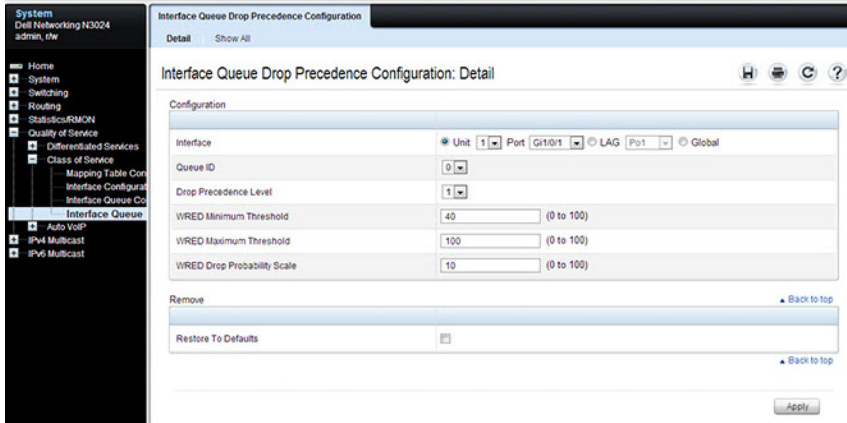 System
Dell Networking N3024
admin, r/w
Home
System
Switching
Routing
Statistics/RMON
Quality of Service
Differentiated Services
Class of Service
Mapping Table Con
Interface Configurat
Interface Queue Co
Interface Queue
Auto VoIP
IPv4 Multicast
IPv6 Multicast
Interface Queue Drop Precedence Configuration
Detail Show All
Interface Queue Drop Precedence Configuration: Detail
Configuration
Interface Unit 1 Port Gi1/0/1 LAG Po1 Global
Queue ID 0
Drop Precedence Level 1
WRED Minimum Threshold 40 (0 to 100)
WRED Maximum Threshold 100 (0 to 100)
WRED Drop Probability Scale 10 (0 to 100)
Remove Back to top
Restore To Defaults
Back to top
Apply